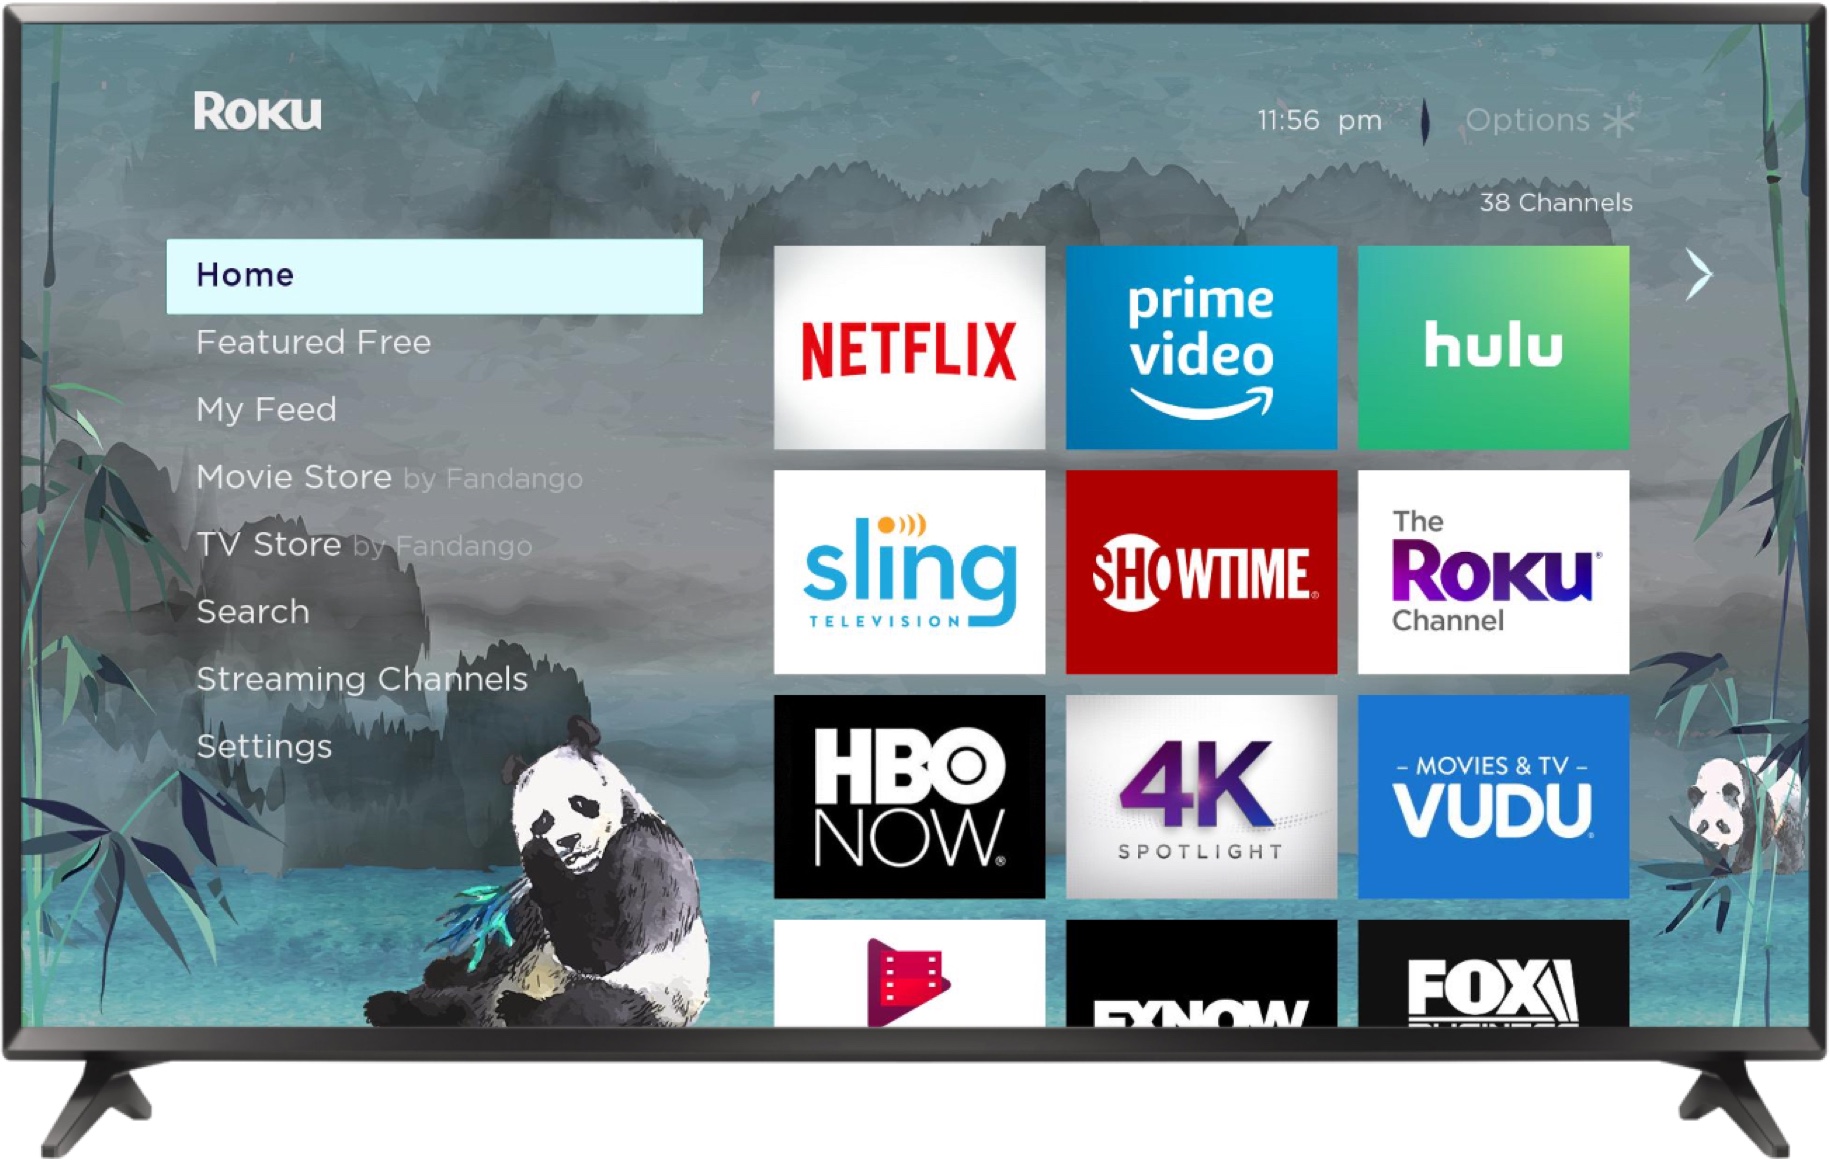 ROKU
11:56 pm
Options
38 Channels
Home
Featured Free
My Feed
Movie Store by Fandango
TV Store by Fandango
Search
Streaming Channels
Settings
NETFLIX
prime
video
hulu
sling
TELEVISION
SHOWTIME®
The
ROKU®
Channel
HBO
NOW®
4K
SPOTLIGHT
– MOVIES & TV –
VUDU®
FXNOW
FOX
BUSINESS